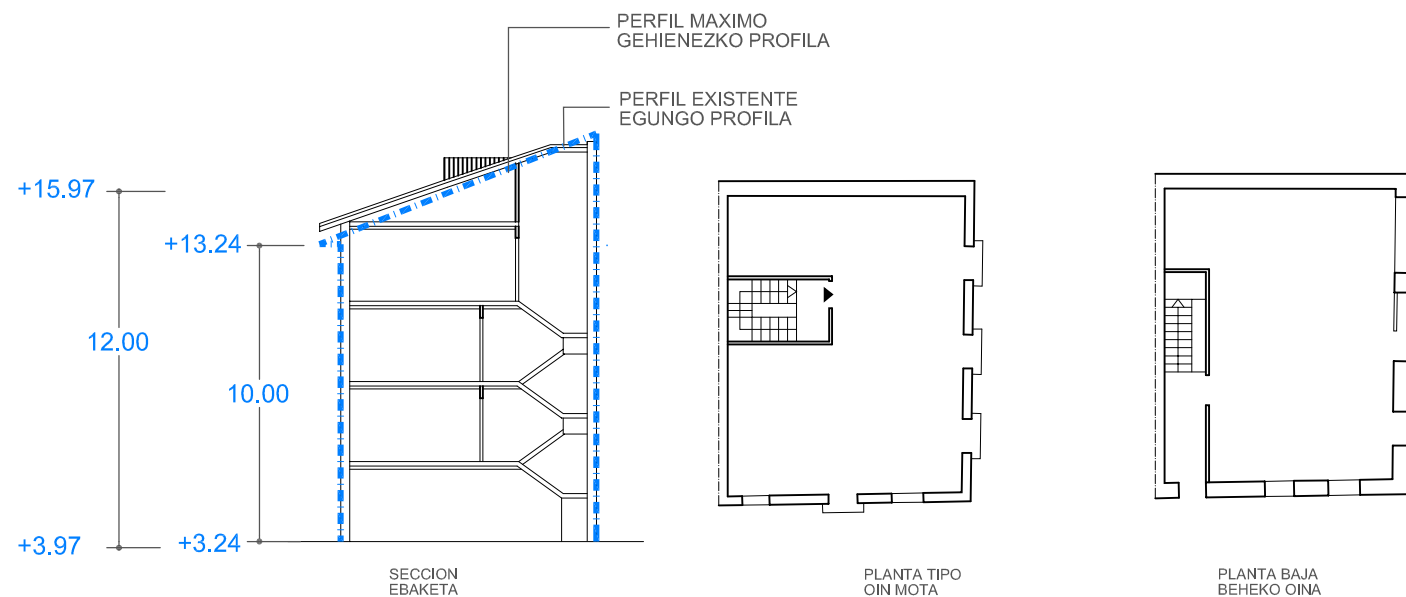 PERFIL MAXIMO
GEHIENEZKO PROFILA
PERFIL EXISTENTE
EGUNGO PROFILA
+15.97
+13.24
12.00
10.00
+3.97
+3.24
SECCION
EBAKETA
PLANTA TIPO
OIN MOTA
PLANTA BAJA
BEHEKO OINA